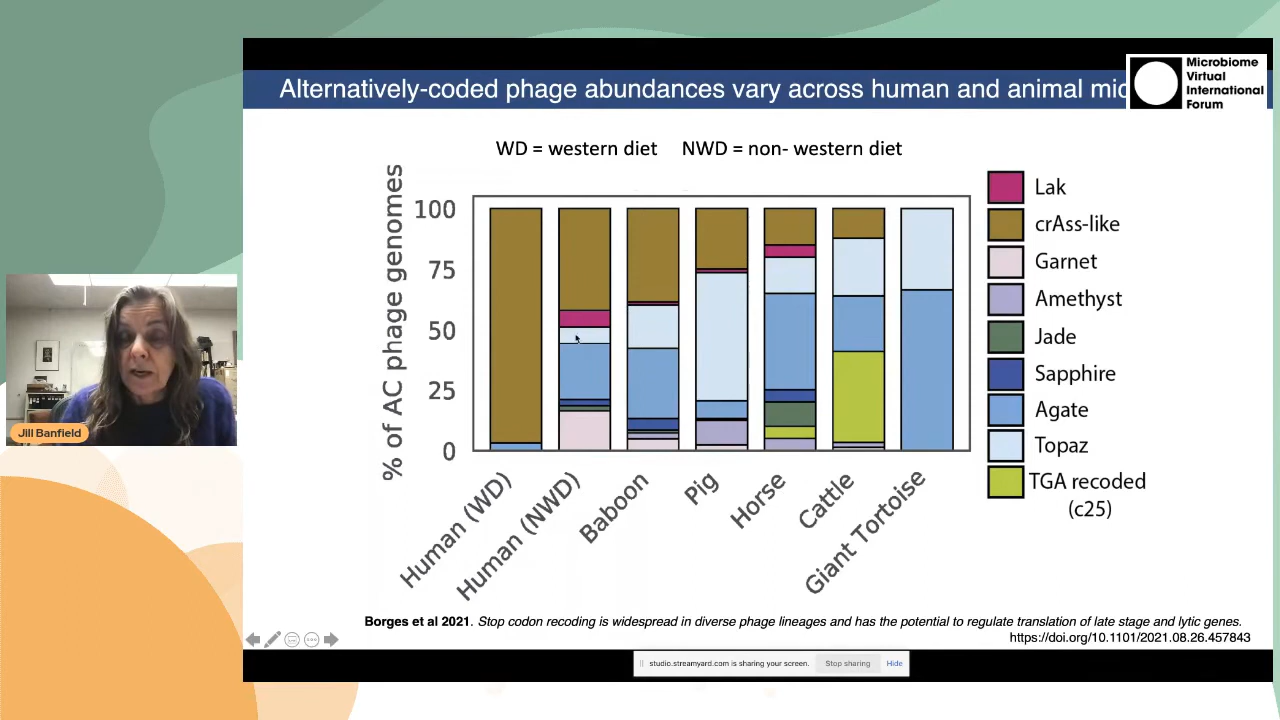 Alternatively-coded phage abundances vary across human and animal mic
Microbiome
Virtual
International
Forum
WD = western diet NWD = non- western diet
% of AC phage genomes
100
75
50
25
0
Human (WD)
Human (NWD)
Baboon
Pig
Horse
Cattle
Giant Tortoise
Lak
crAss-like
Garnet
Amethyst
Jade
Sapphire
Agate
Topaz
TGA recoded
(c25)
Jill Banfield
Borges et al 2021. Stop codon recoding is widespread in diverse phage lineages and has the potential to regulate translation of late stage and lytic genes.
https://doi.org/10.1101/2021.08.26.457843
studio.streamyard.com is sharing your screen. Stop sharing Hide